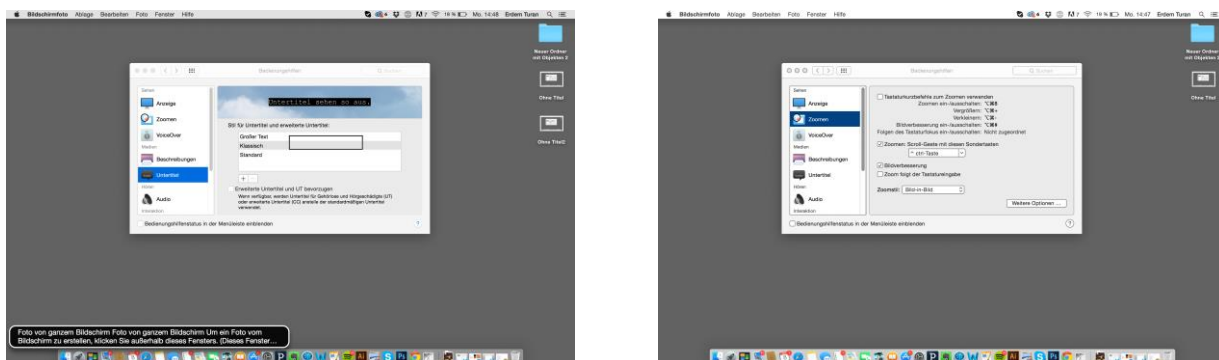 Bildschirmfoto Ablage Bearbeiten Foto Fenster Hilfe
16 % Mo. 14:48 Erdem Turan
Neuer Ordner
mit Objekten 2
Ohne Titel
Ohne Titel2
Bedienungshilfen
Suchen
Sehen
Anzeige
Zoomen
VoiceOver
Medien
Beschreibungen
Untertitel
Hören
Audio
Interaktion
Untertitel sehen so aus.
Stil für Untertitel und erweiterte Untertitel:
Großer Text
Klassisch
Standard
+ -
Erweiterte Untertitel und UT bevorzugen
Wenn verfügbar, werden Untertitel für Gehörlose und Hörgeschädigte (UT)
oder erweiterte Untertitel (CC) anstelle der standardmäßigen Untertitel
verwendet.
Bedienungshilfenstatus in der Menüleiste einblenden
?
Foto von ganzem Bildschirm Foto von ganzem Bildschirm Um ein Foto vom
Bildschirm zu erstellen, klicken Sie außerhalb dieses Fensters. (Dieses Fenster…
Bildschirmfoto Ablage Bearbeiten Foto Fenster Hilfe
Mo. 14:47 Erdem Turan
Neuer Ordner
mit Objekten 2
Ohne Titel
Bedienungshilfen
Suchen
Sehen
Anzeige
Zoomen
VoiceOver
Medien
Beschreibungen
Untertitel
Hören
Audio
Interaktion
Tastaturkurzbefehle zum Zoomen verwenden
Zoomen ein-/ausschalten: ⌥⌘8
Vergrößern: ⌥⌘+
Verkleinern: ⌥⌘-
Bildverbesserung ein-/ausschalten: ⌥⌘#
Folgen des Tastaturfokus ein-/ausschalten: Nicht zugeordnet
Zoomen: Scroll-Geste mit diesen Sondertasten
^ ctrl-Taste
Bildverbesserung
Zoom folgt der Tastatureingabe
Zoomstil: Bild-in-Bild
Weitere Optionen ...
Bedienungshilfenstatus in der Menüleiste einblenden
?